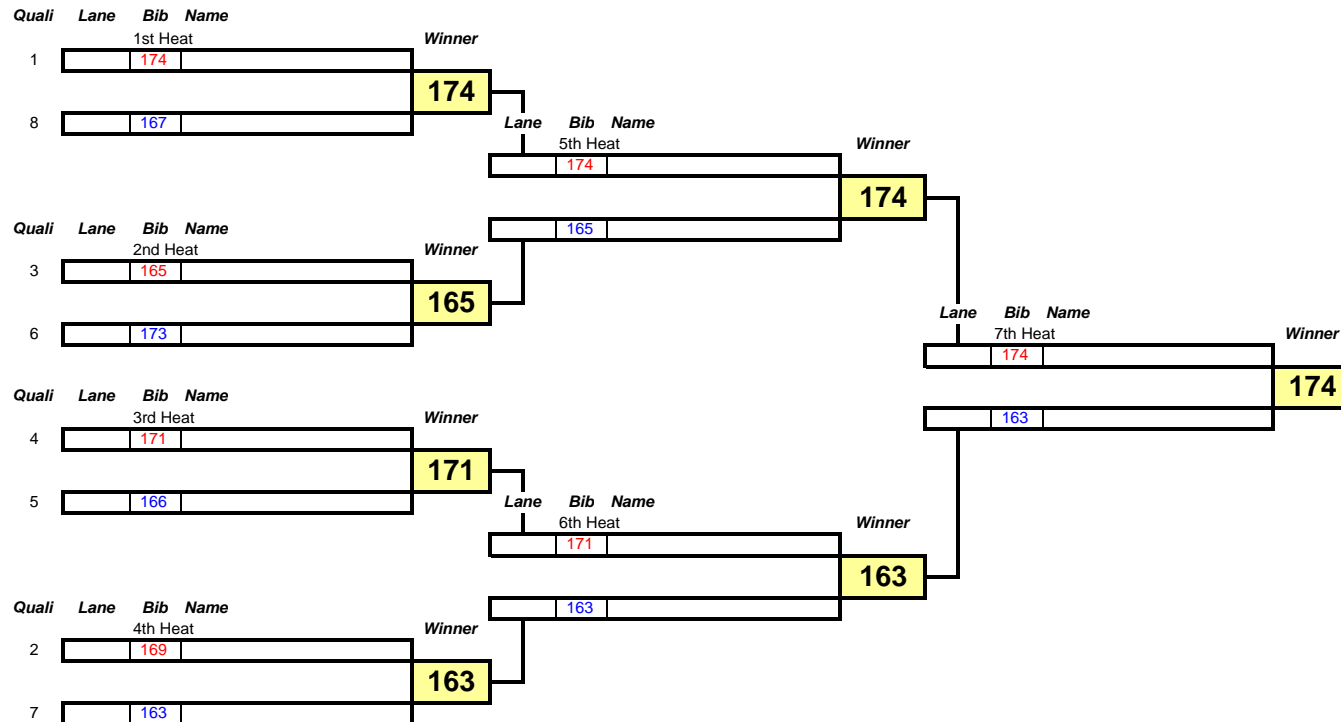 Quali Lane Bib Name
1st Heat Winner
1 174
174
8 167
Lane Bib Name
5th Heat Winner
174
174
165
Quali Lane Bib Name
2nd Heat Winner
3 165
165
6 173
Lane Bib Name
7th Heat Winner
174
174
163
Quali Lane Bib Name
3rd Heat Winner
4 171
171
5 166
Lane Bib Name
6th Heat Winner
171
163
163
Quali Lane Bib Name
4th Heat Winner
2 169
163
7 163